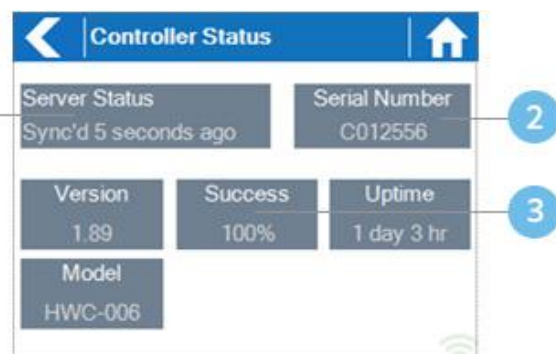 Controller Status
Server Status
Serial Number
Sync'd 5 seconds ago
C012556
2
Version
Success
Uptime
3
1.89
100%
1 day 3 hr
Model
HWC-006